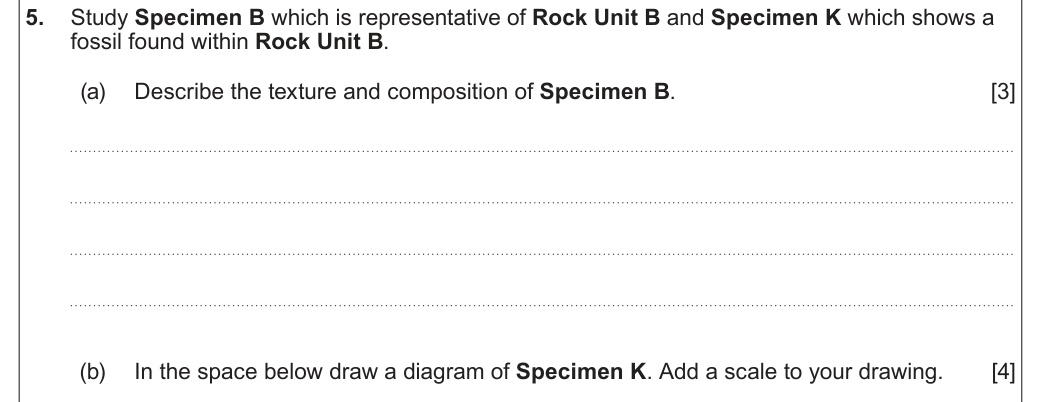 5. Study Specimen B which is representative of Rock Unit B and Specimen K which shows a
fossil found within Rock Unit B.
(a) Describe the texture and composition of Specimen B. [3]
(b) In the space below draw a diagram of Specimen K. Add a scale to your drawing. [4]